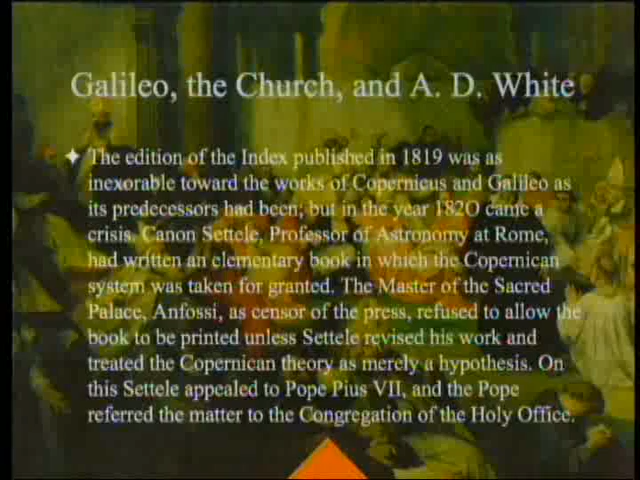 Galileo, the Church, and A. D. White
The edition of the Index published in 1819 was as
inexorable toward the works of Copernicus and Galileo as
its predecessors had been; but in the year 182O came a
crisis. Canon Settele, Professor of Astronomy at Rome,
had written an elementary book in which the Copernican
system was taken for granted. The Master of the Sacred
Palace, Anfossi, as censor of the press, refused to allow the
book to be printed unless Settele revised his work and
treated the Copernican theory as merely a hypothesis. On
this Settele appealed to Pope Pius VII, and the Pope
referred the matter to the Congregation of the Holy Office.